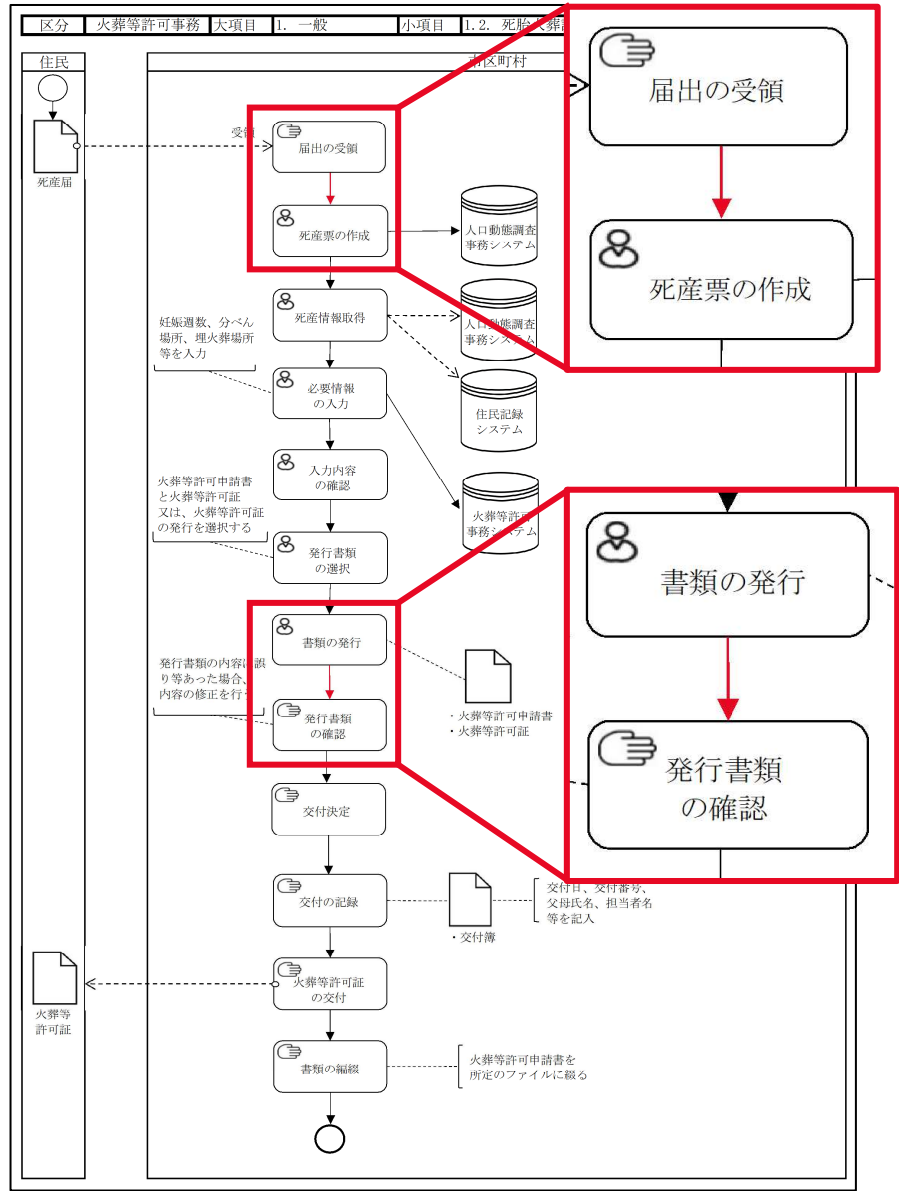 区分
火葬等許可事務
大項目
1. 一般
小項目
1.2. 死胎火葬
住民
市区町村
死産届
受領
届出の受領
死産票の作成
人口動態調査
事務システム
死産情報取得
人口動態調査
事務システム
妊娠週数、分べん
場所、埋火葬場所
等を入力
必要情報
の入力
住民記録
システム
入力内容
の確認
火葬等許可
事務システム
火葬等許可申請書
と火葬等許可証
又は、火葬等許可証
の発行を選択する
発行書類
の選択
書類の発行
・火葬等許可申請書
・火葬等許可証
発行書類の内容に誤
り等あった場合、
内容の修正を行う
発行書類
の確認
交付決定
交付の記録
・交付簿
交付日、交付番号、
父母氏名、担当者名
等を記入
火葬等許可証
の交付
火葬等
許可証
書類の編綴
火葬等許可申請書を
所定のファイルに綴る
届出の受領
死産票の作成
書類の発行
発行書類
の確認